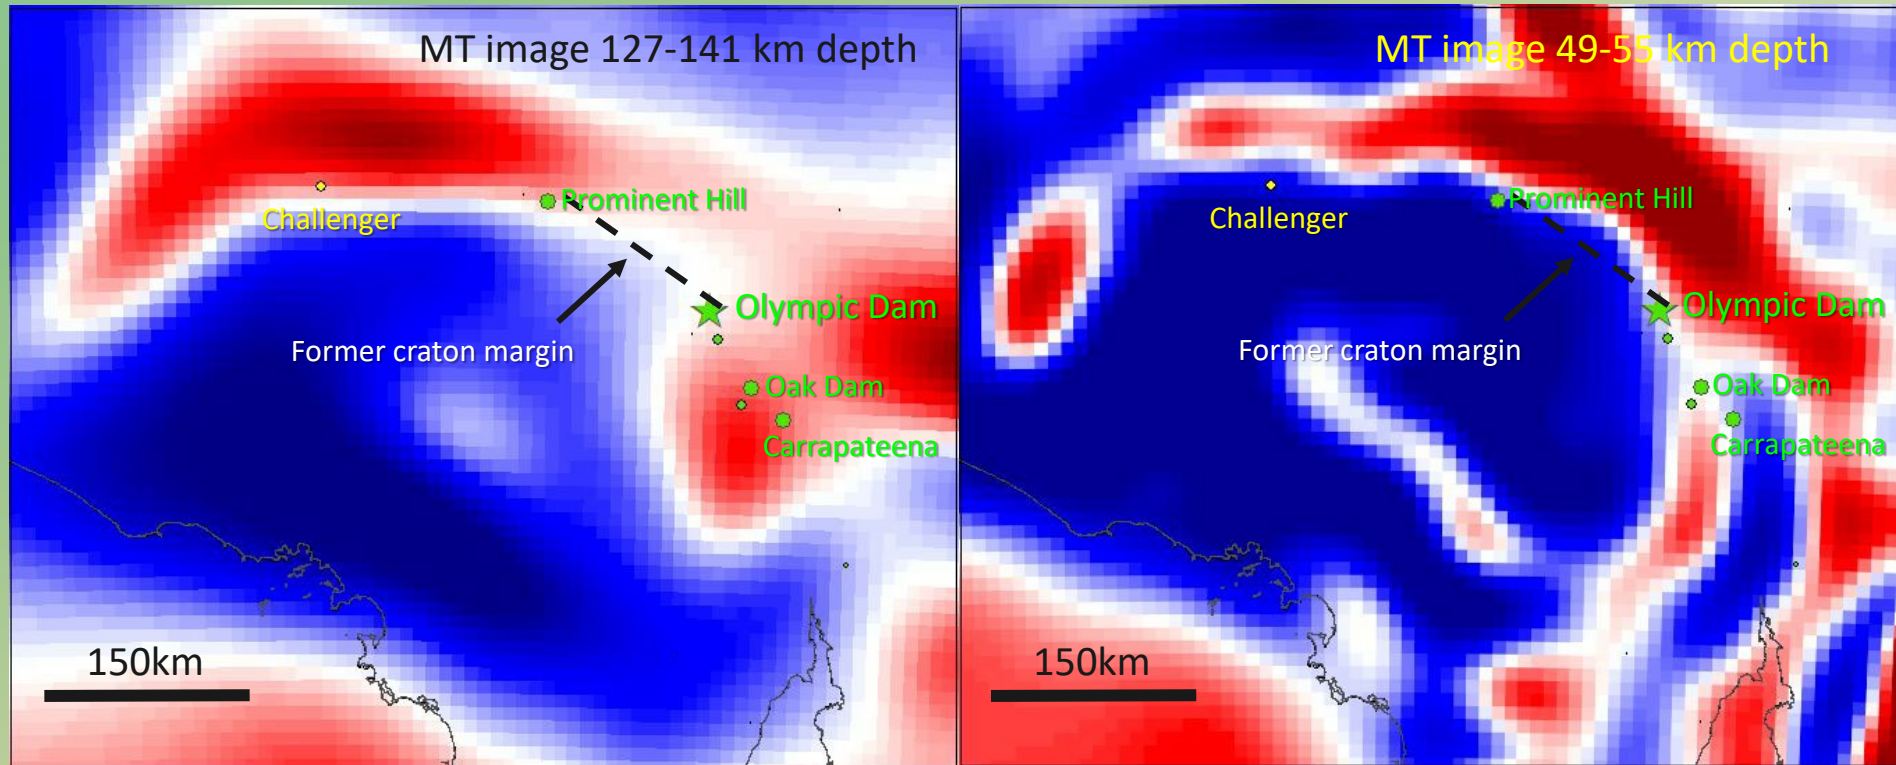 MT image 127-141 km depth
Challenger
Prominent Hill
Olympic Dam
Former craton margin
Oak Dam
Carrapateena
150km
MT image 49-55 km depth
Challenger
Prominent Hill
Olympic Dam
Former craton margin
Oak Dam
Carrapateena
150km